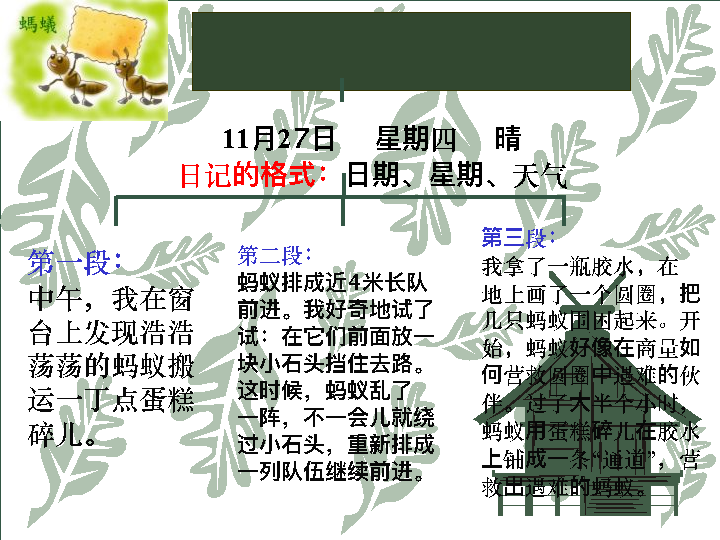 螞蟻
11月27日 星期四 晴
日记的格式：日期、星期、天气
第一段：
中午，我在窗
台上发现浩浩
荡荡的蚂蚁搬
运一丁点蛋糕
碎儿。
第二段：
蚂蚁排成近4米长队
前进。我好奇地试了
试：在它们前面放一
块小石头挡住去路。
这时候，蚂蚁乱了
一阵，不一会儿就绕
过小石头，重新排成
一列队伍继续前进。
第三段：
我拿了一瓶胶水，在
地上画了一个圆圈，把
几只蚂蚁围困起来。开
始，蚂蚁好像在商量如
何营救圆圈中遇难的伙
伴。过了大半个小时，
蚂蚁用蛋糕碎儿在胶水
上铺成一条“通道”，营
救出遇难的蚂蚁。